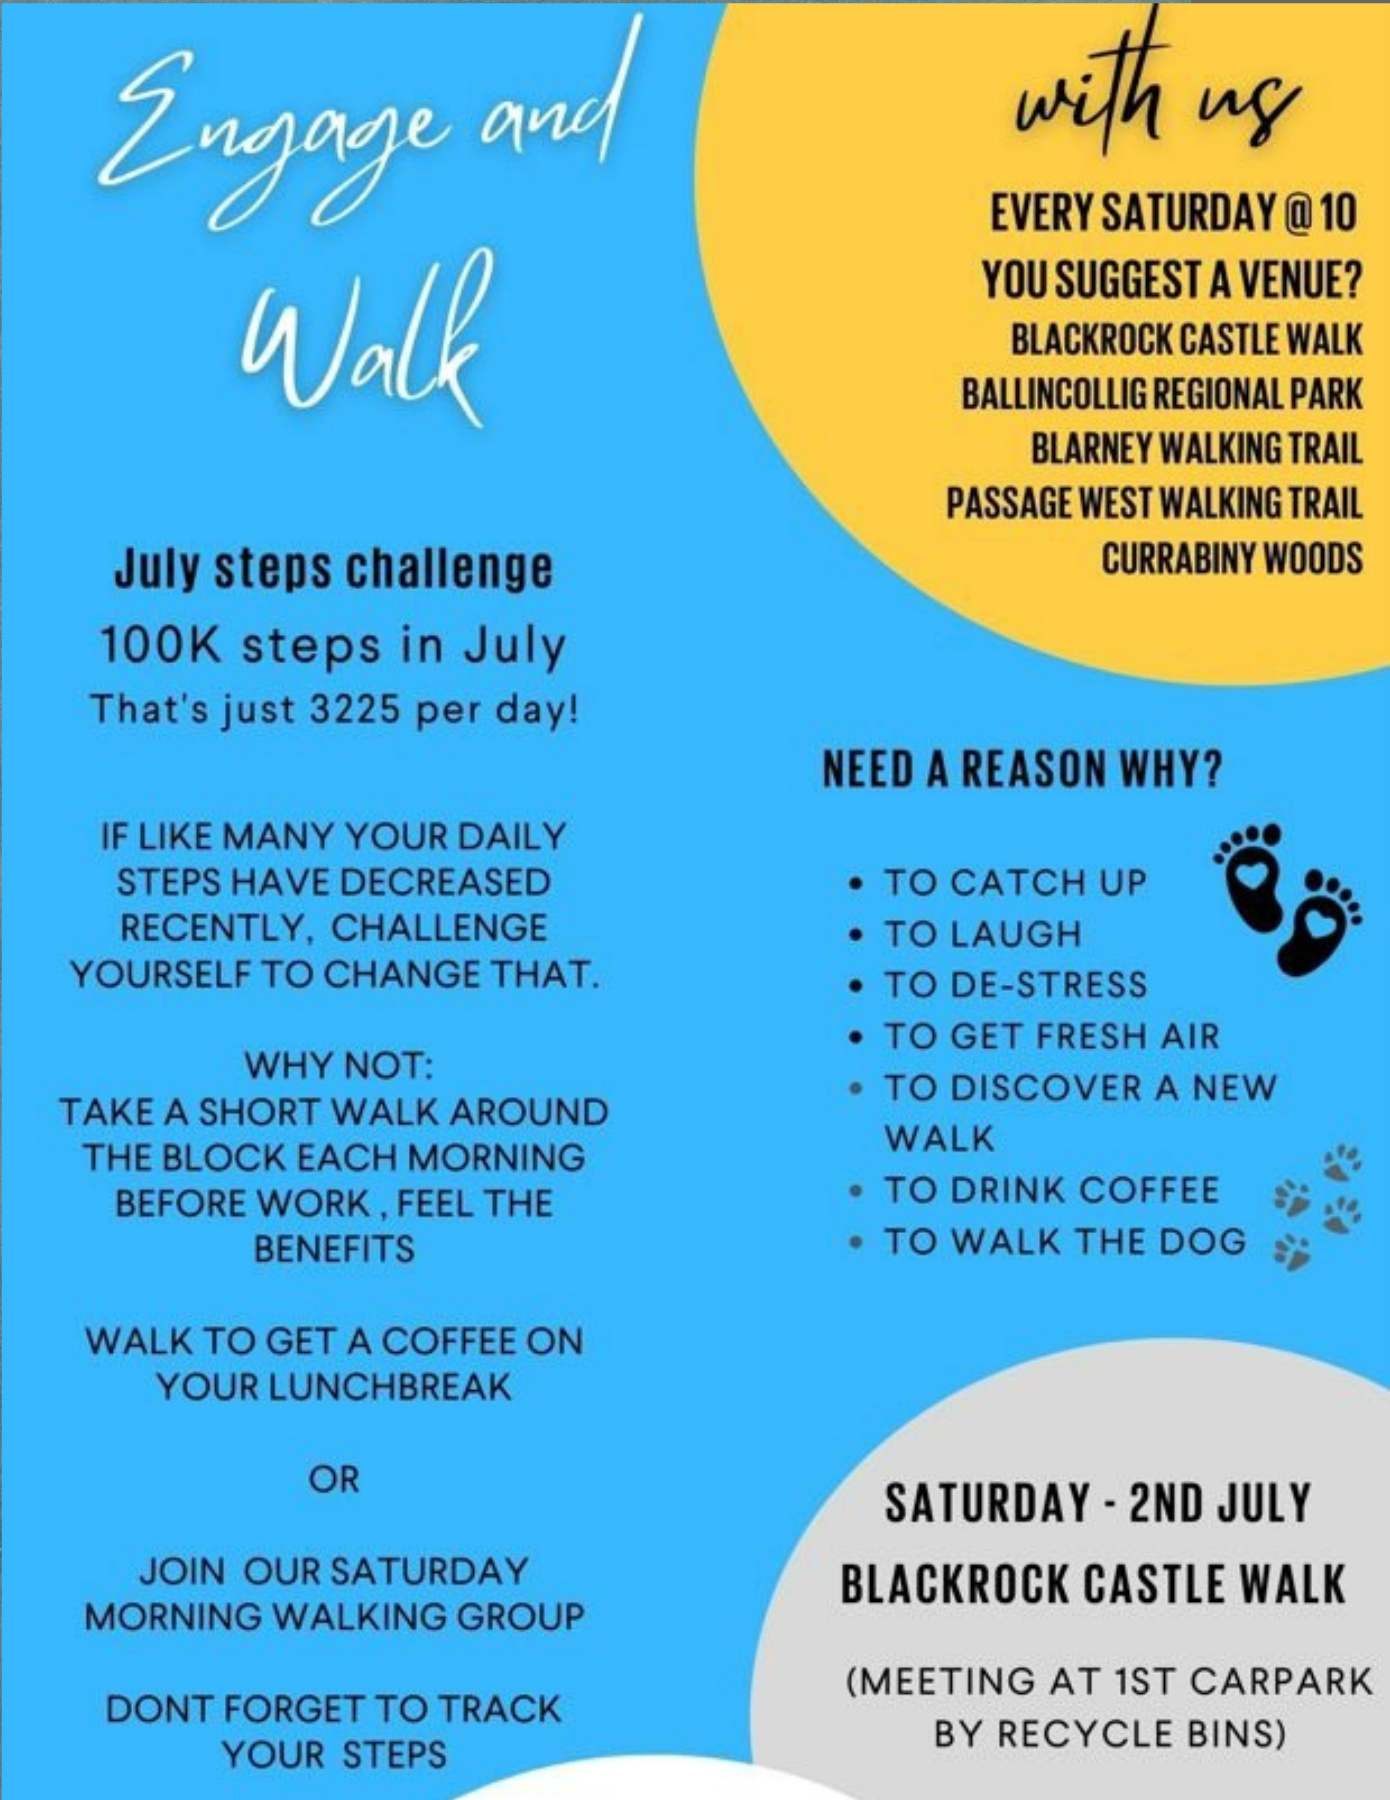 Engage and
Walk
with us
EVERY SATURDAY @ 10
YOU SUGGEST A VENUE?
BLACKROCK CASTLE WALK
BALLINCOLLIG REGIONAL PARK
BLARNEY WALKING TRAIL
PASSAGE WEST WALKING TRAIL
CURRABINY WOODS
July steps challenge
100K steps in July
That's just 3225 per day!
IF LIKE MANY YOUR DAILY
STEPS HAVE DECREASED
RECENTLY, CHALLENGE
YOURSELF TO CHANGE THAT.
WHY NOT:
TAKE A SHORT WALK AROUND
THE BLOCK EACH MORNING
BEFORE WORK , FEEL THE
BENEFITS
WALK TO GET A COFFEE ON
YOUR LUNCHBREAK
OR
JOIN OUR SATURDAY
MORNING WALKING GROUP
DONT FORGET TO TRACK
YOUR STEPS
NEED A REASON WHY?
• TO CATCH UP
• TO LAUGH
• TO DE-STRESS
• TO GET FRESH AIR
• TO DISCOVER A NEW
WALK
• TO DRINK COFFEE
• TO WALK THE DOG
SATURDAY - 2ND JULY
BLACKROCK CASTLE WALK
(MEETING AT 1ST CARPARK
BY RECYCLE BINS)